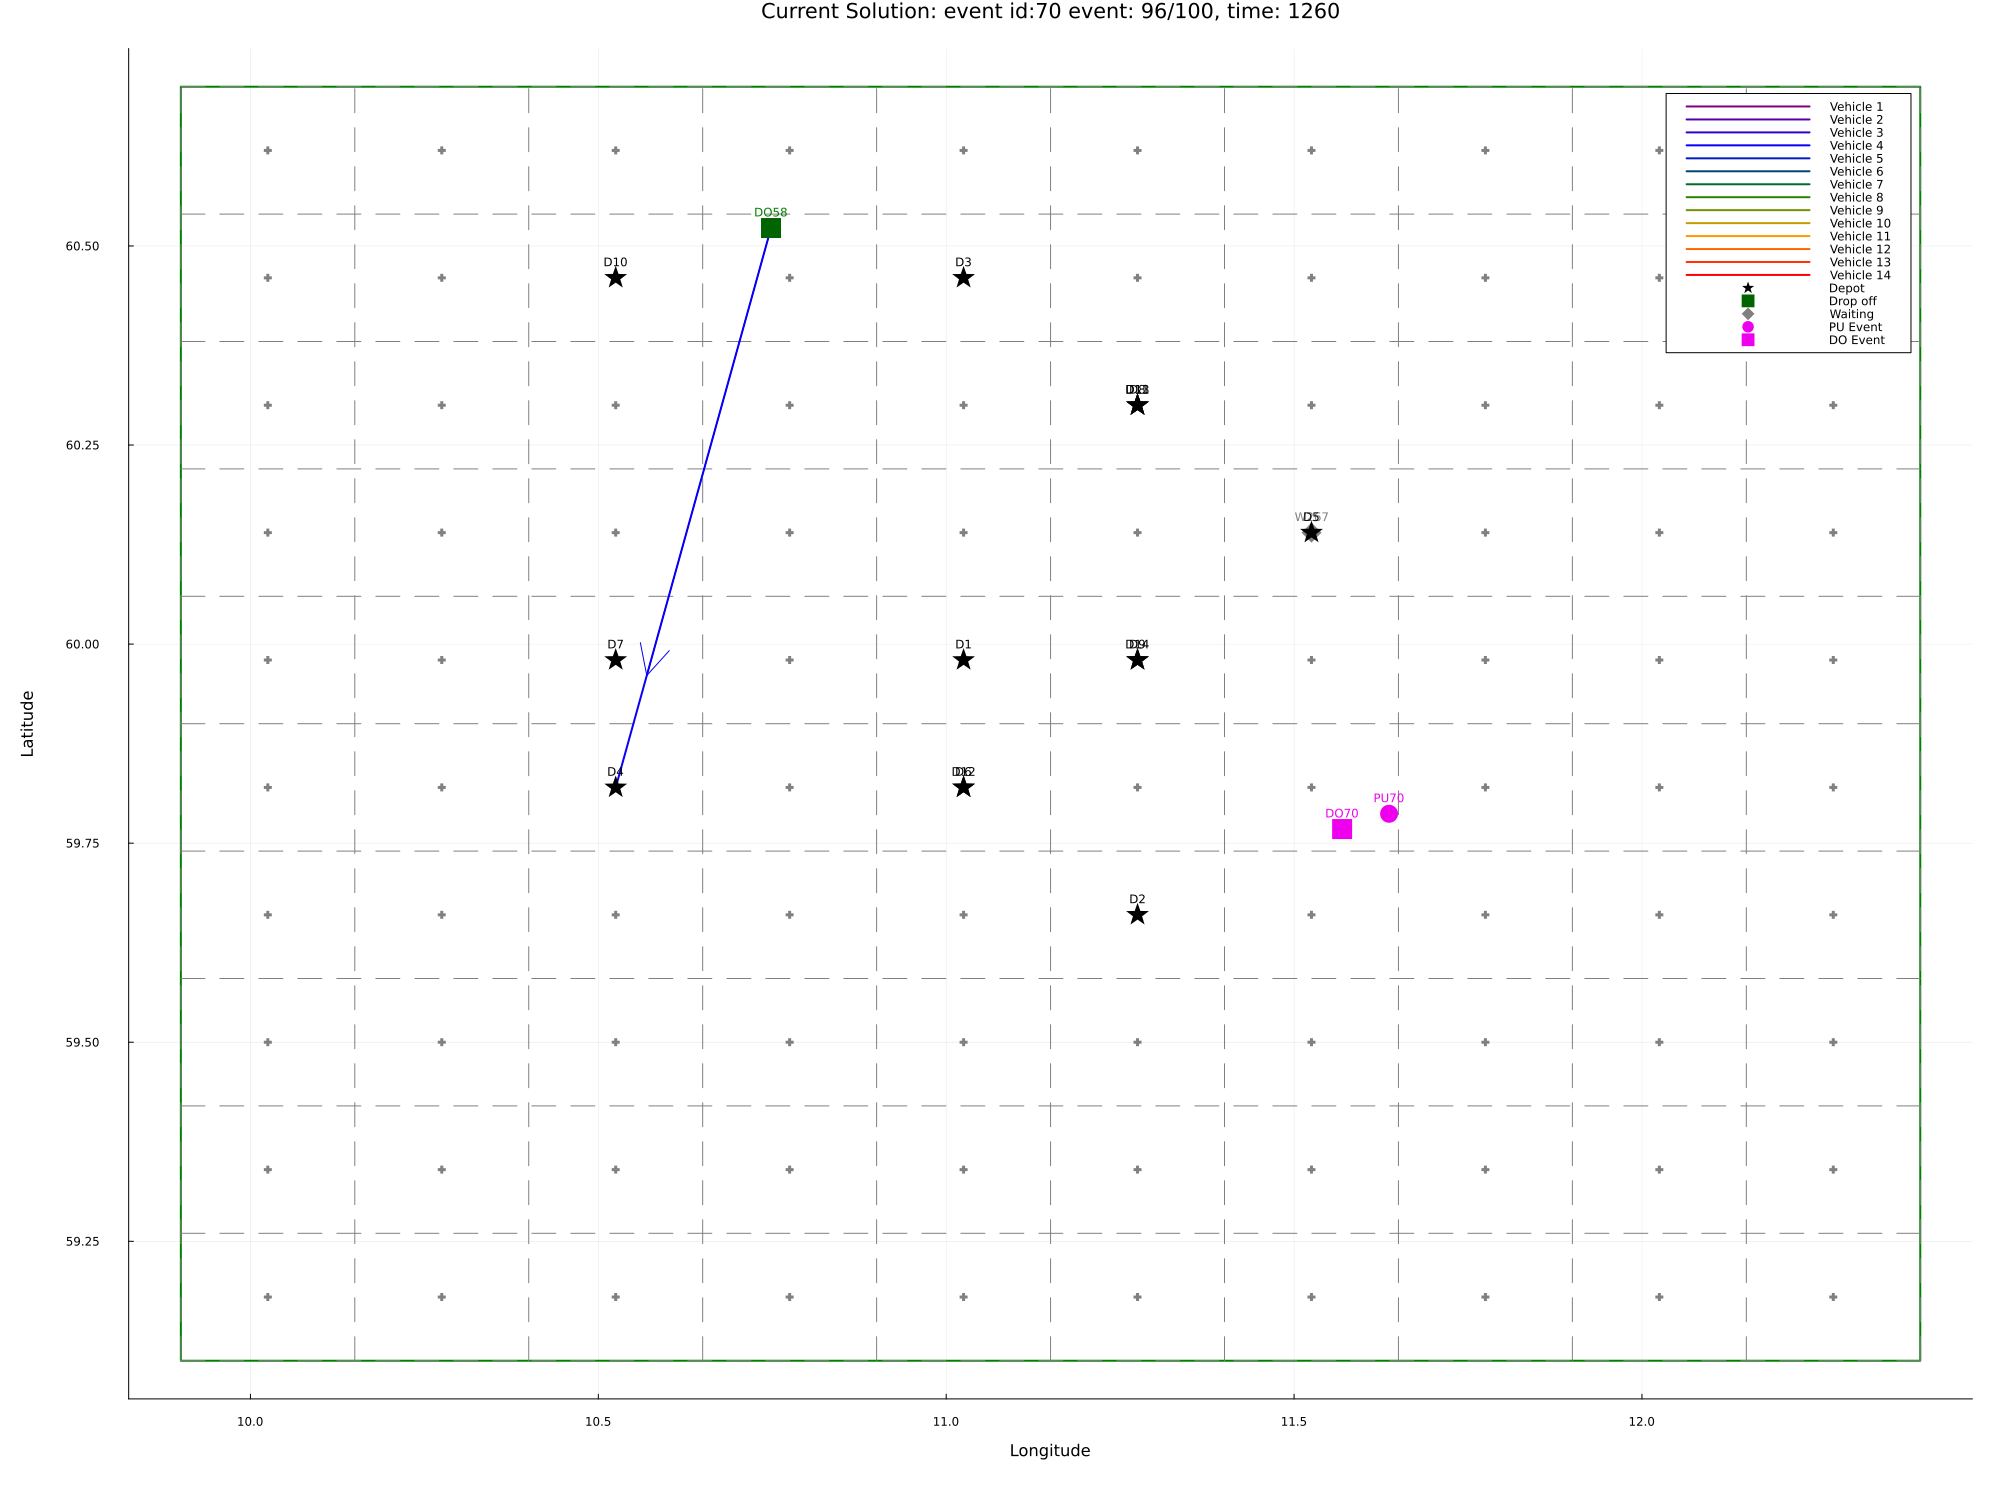 Current Solution: event id:70 event: 96/100, time: 1260
Vehicle 1
Vehicle 2
Vehicle 3
Vehicle 4
Vehicle 5
Vehicle 6
Vehicle 7
Vehicle 8
Vehicle 9
Vehicle 10
Vehicle 11
Vehicle 12
Vehicle 13
Vehicle 14
Depot
Drop off
Waiting
PU Event
DO Event
DO58
D10
D3
D5
D7
D1
D4
PU70
DO70
D2
60.50
60.25
60.00
59.75
59.50
59.25
Latitude
10.0
10.5
11.0
11.5
12.0
Longitude